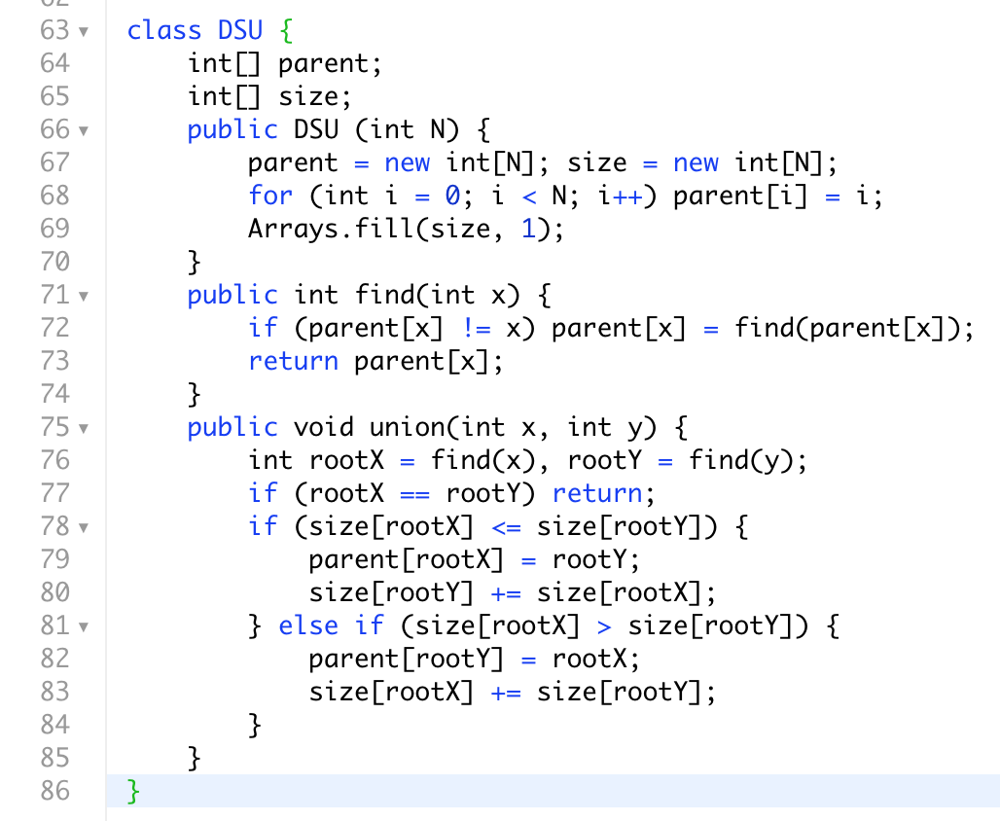 63 class DSU {
64 int[] parent;
65 int[] size;
66 public DSU (int N) {
67 parent = new int[N]; size = new int[N];
68 for (int i = 0; i < N; i++) parent[i] = i;
69 Arrays.fill(size, 1);
70 }
71 public int find(int x) {
72 if (parent[x] != x) parent[x] = find(parent[x]);
73 return parent[x];
74 }
75 public void union(int x, int y) {
76 int rootX = find(x), rootY = find(y);
77 if (rootX == rootY) return;
78 if (size[rootX] <= size[rootY]) {
79 parent[rootX] = rootY;
80 size[rootY] += size[rootX];
81 } else if (size[rootX] > size[rootY]) {
82 parent[rootY] = rootX;
83 size[rootX] += size[rootY];
84 }
85 }
86 }